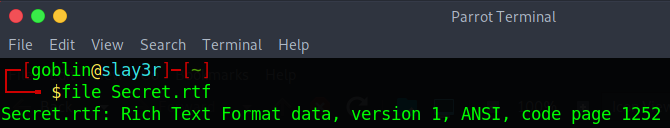 Parrot Terminal
File Edit View Search Terminal Help
┌─[goblin@slay3r]─[~]
└──╼ $file Secret.rtf
Secret.rtf: Rich Text Format data, version 1, ANSI, code page 1252